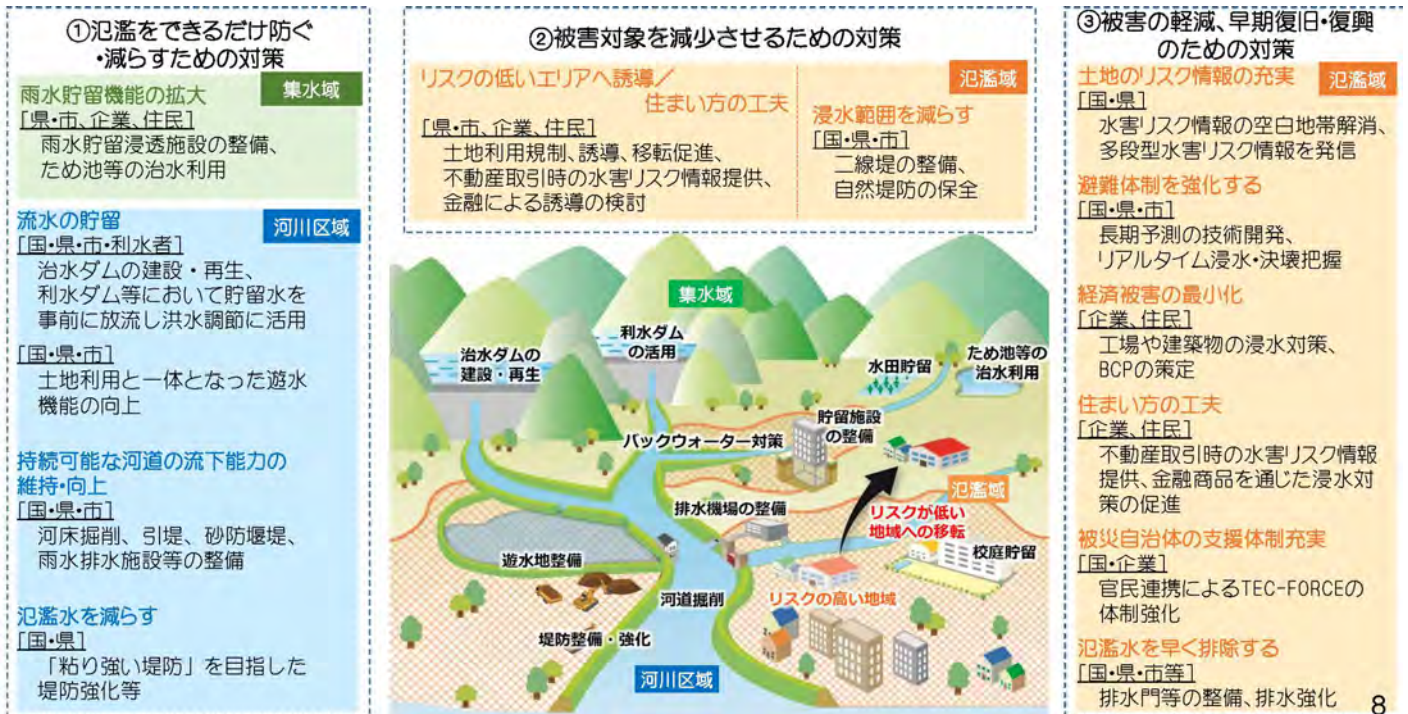 ①氾濫をできるだけ防ぐ
・減らすための対策
集水域
雨水貯留機能の拡大
[県・市、企業、住民]
雨水貯留浸透施設の整備、
ため池等の治水利用
河川区域
流水の貯留
[国・県・市・利水者]
治水ダムの建設・再生、
利水ダム等において貯留水を
事前に放流し洪水調節に活用
[国・県・市]
土地利用と一体となった遊水
機能の向上
持続可能な河道の流下能力の
維持・向上
[国・県・市]
河床掘削、引堤、砂防堰堤、
雨水排水施設等の整備
氾濫水を減らす
[国・県]
「粘り強い堤防」を目指した
堤防強化等
②被害対象を減少させるための対策
リスクの低いエリアへ誘導／
住まい方の工夫
[県・市、企業、住民]
土地利用規制、誘導、移転促進、
不動産取引時の水害リスク情報提供、
金融による誘導の検討
氾濫域
浸水範囲を減らす
[国・県・市]
二線堤の整備、
自然堤防の保全
集水域
治水ダムの
建設・再生
利水ダム
の活用
水田貯留
ため池等の
治水利用
バックウォーター対策
貯留施設
の整備
氾濫域
リスクが低い
地域への移転
排水機場の整備
遊水地整備
校庭貯留
河道掘削
リスクの高い地域
堤防整備・強化
河川区域
③被害の軽減、早期復旧・復興
のための対策
氾濫域
土地のリスク情報の充実
[国・県]
水害リスク情報の空白地帯解消、
多段型水害リスク情報を発信
避難体制を強化する
[国・県・市]
長期予測の技術開発、
リアルタイム浸水・決壊把握
経済被害の最小化
[企業、住民]
工場や建築物の浸水対策、
BCPの策定
住まい方の工夫
[企業、住民]
不動産取引時の水害リスク情報
提供、金融商品を通じた浸水対
策の促進
被災自治体の支援体制充実
[国・企業]
官民連携によるTEC-FORCEの
体制強化
氾濫水を早く排除する
[国・県・市等]
排水門等の整備、排水強化
8